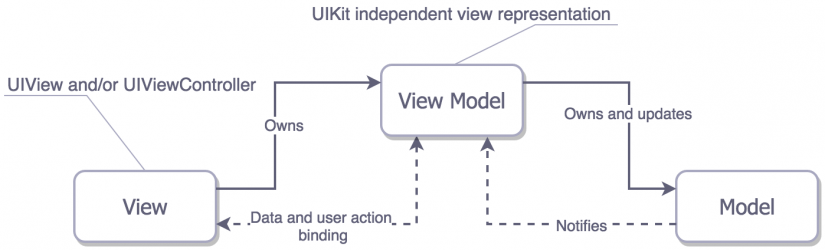 UIKit independent view representation
UIView and/or UIViewController
View Model
Owns
Owns and updates
View
Data and user action
binding
Notifies
Model